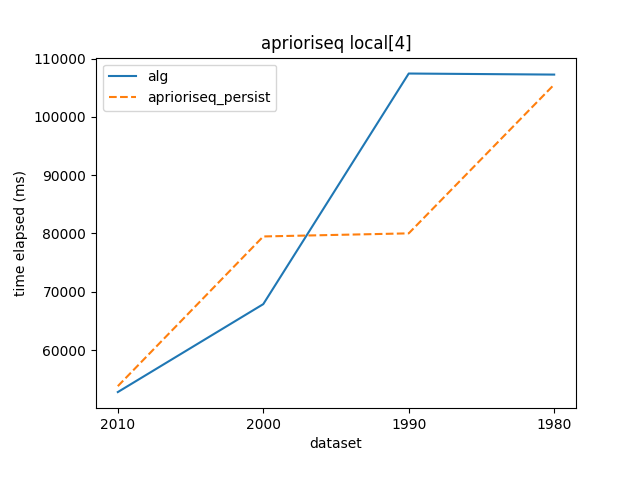 aprioriseq local[4]
alg
aprioriseq_persist
110000
100000
90000
80000
70000
60000
time elapsed (ms)
2010
2000
1990
1980
dataset